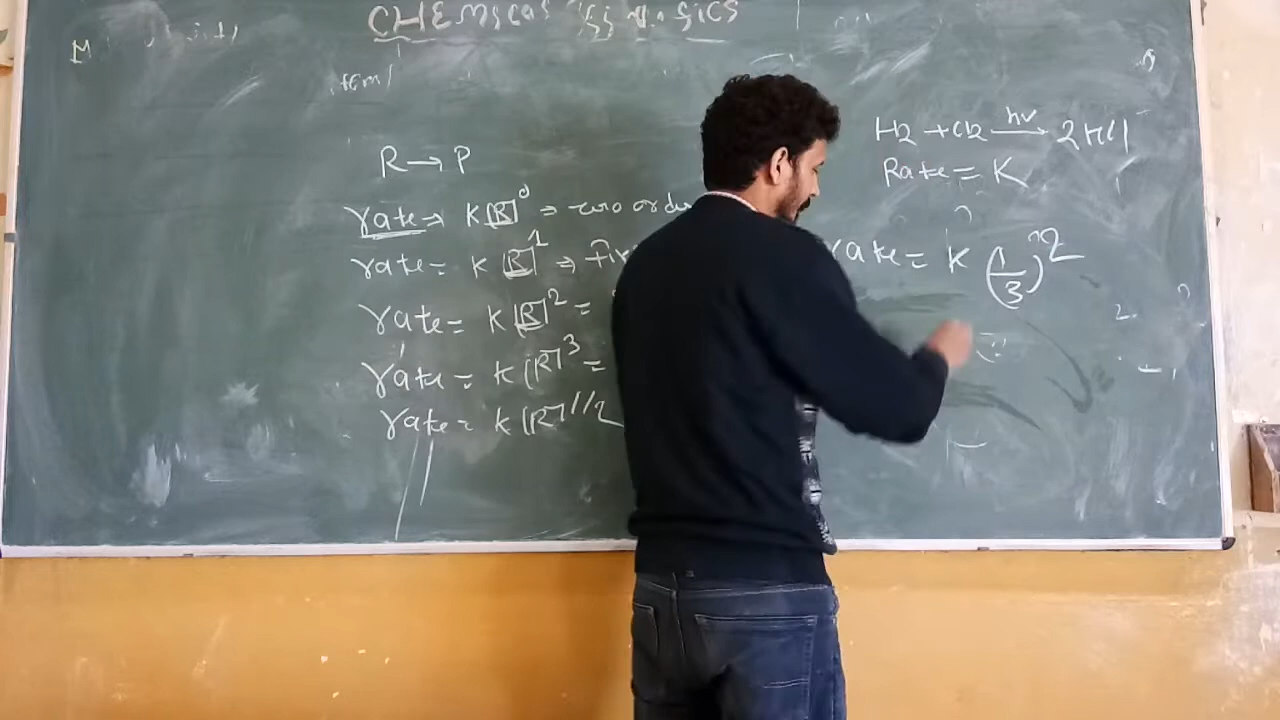 CHEMICAL KINETICS
R → P
rate ⇒ K[R]⁰ ⇒ zero order
rate = K[R]¹ ⇒ Fir
rate = K[R]² =
rate = K[R]³ =
rate = K[R]^1/2
H2 + Cl2 —hν→ 2HCl
Rate = K
rate = K (1/3)²